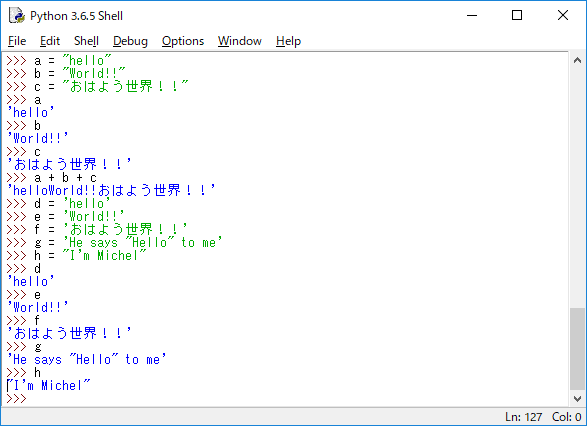 Python 3.6.5 Shell
File Edit Shell Debug Options Window Help
>>> a = "hello"
>>> b = "World!!"
>>> c = "おはよう世界！！"
>>> a
'hello'
>>> b
'World!!'
>>> c
'おはよう世界！！'
>>> a + b + c
'helloWorld!!おはよう世界！！'
>>> d = 'hello'
>>> e = 'World!!'
>>> f = 'おはよう世界！！'
>>> g = 'He says "Hello" to me'
>>> h = "I'm Michel"
>>> d
'hello'
>>> e
'World!!'
>>> f
'おはよう世界！！'
>>> g
'He says "Hello" to me'
>>> h
"I'm Michel"
>>>
Ln: 127 Col: 0